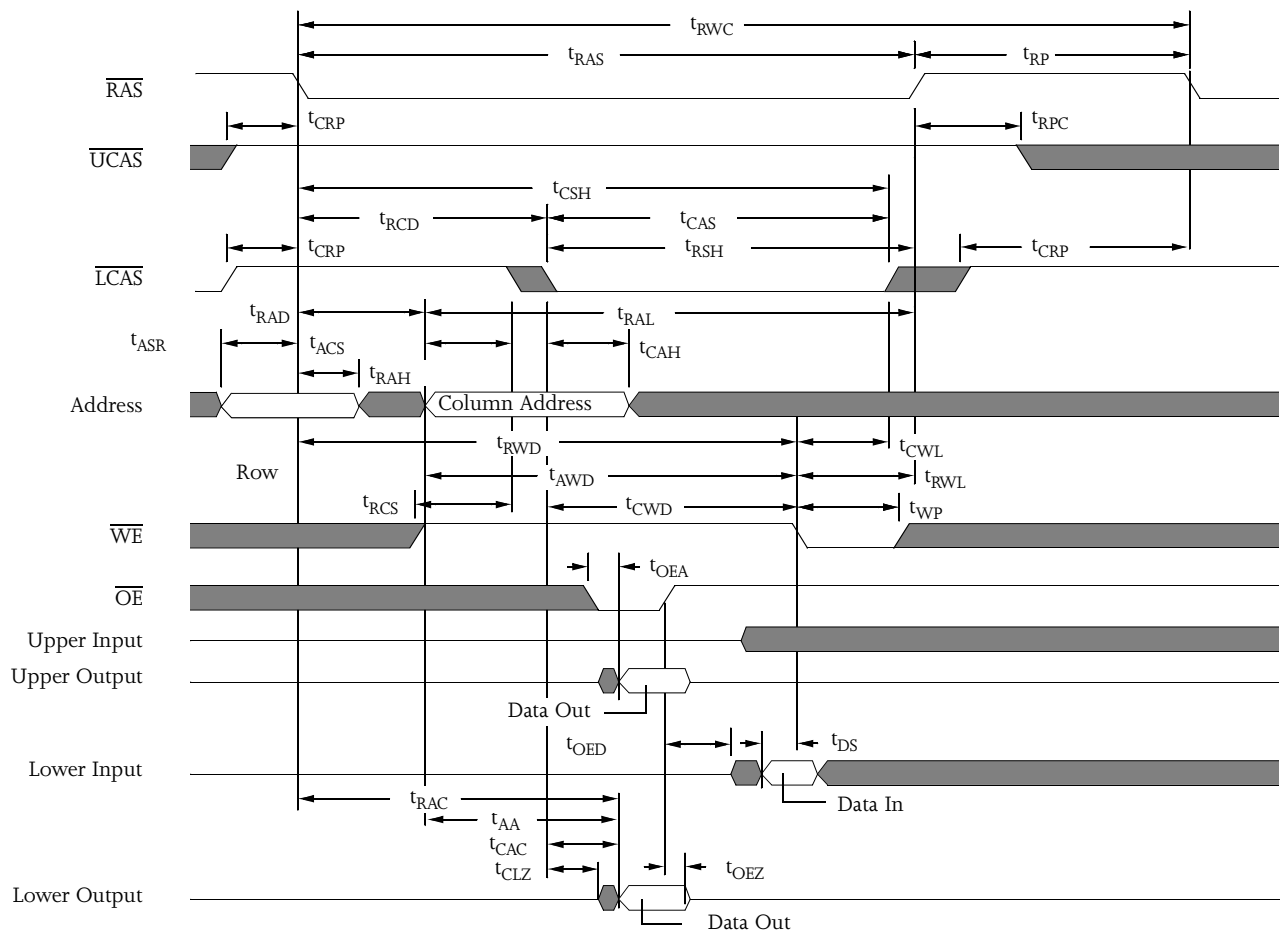 tRWC
tRAS
tRP
RAS
tCRP
tRPC
UCAS
tCSH
tRCD
tCAS
tCRP
tRSH
tCRP
LCAS
tRAD
tRAL
tASR
tACS
tCAH
tRAH
Address
Column Address
tRWD
tCWL
Row
tAWD
tRWL
tRCS
tCWD
tWP
WE
tOEA
OE
Upper Input
Upper Output
Data Out
tOED
tDS
Lower Input
Data In
tRAC
tAA
tCAC
tCLZ
tOEZ
Lower Output
Data Out